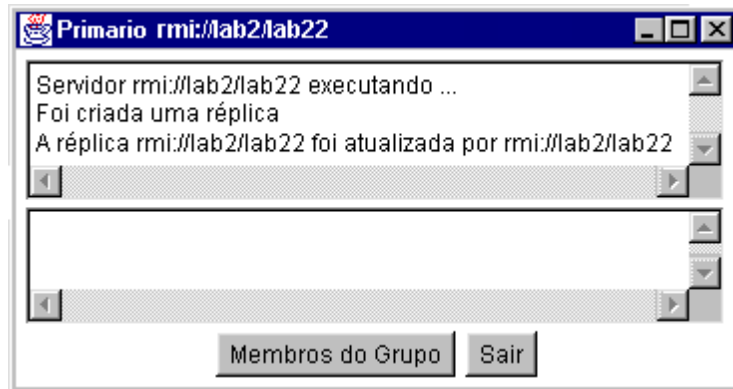 Primario rmi://lab2/lab22
Servidor rmi://lab2/lab22 executando ...
Foi criada uma réplica
A réplica rmi://lab2/lab22 foi atualizada por rmi://lab2/lab22
Membros do Grupo
Sair